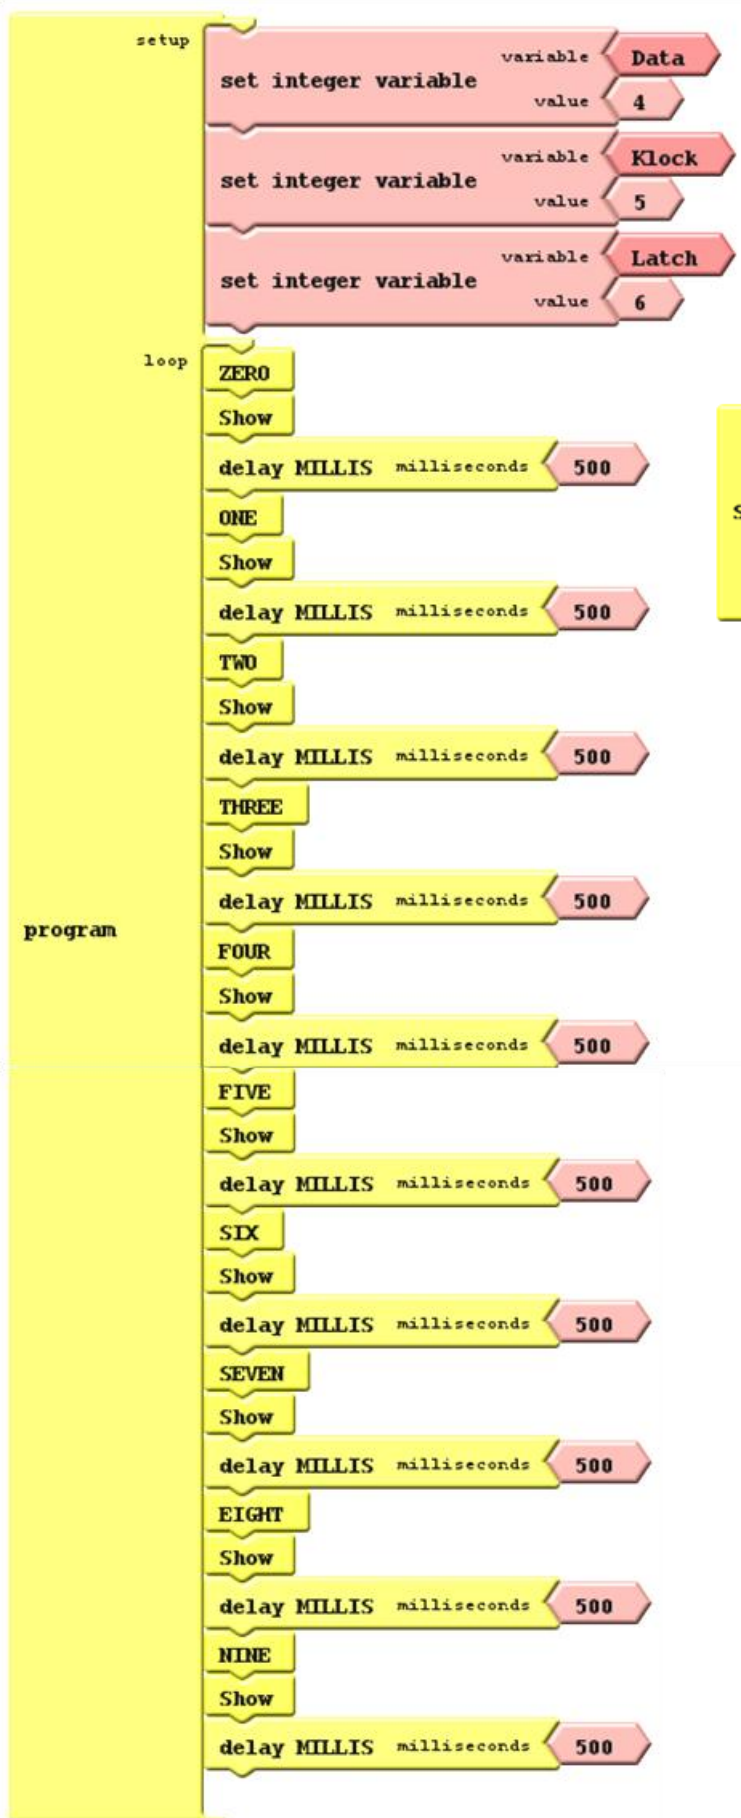 setup
set integer variable variable Data
value 4
set integer variable variable Klock
value 5
set integer variable variable Latch
value 6
loop
ZERO
Show
delay MILLIS milliseconds 500
ONE
Show
delay MILLIS milliseconds 500
TWO
Show
delay MILLIS milliseconds 500
THREE
Show
delay MILLIS milliseconds 500
program
FOUR
Show
delay MILLIS milliseconds 500
FIVE
Show
delay MILLIS milliseconds 500
SIX
Show
delay MILLIS milliseconds 500
SEVEN
Show
delay MILLIS milliseconds 500
EIGHT
Show
delay MILLIS milliseconds 500
NINE
Show
delay MILLIS milliseconds 500